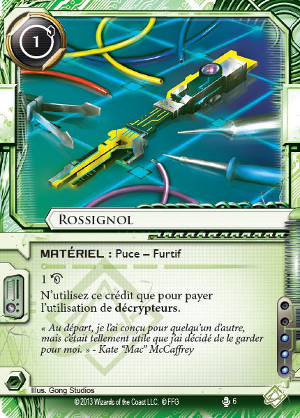 1
ROSSIGNOL
MATÉRIEL : Puce – Furtif
1
N'utilisez ce crédit que pour payer
l'utilisation de décrypteurs.
« Au départ, je l'ai conçu pour quelqu'un d'autre,
mais c'était tellement utile que j'ai décidé de le garder
pour moi. » - Kate "Mac" McCaffrey
Illus. Gong Studios
© 2013 Wizards of the Coast LLC. © FFG
6